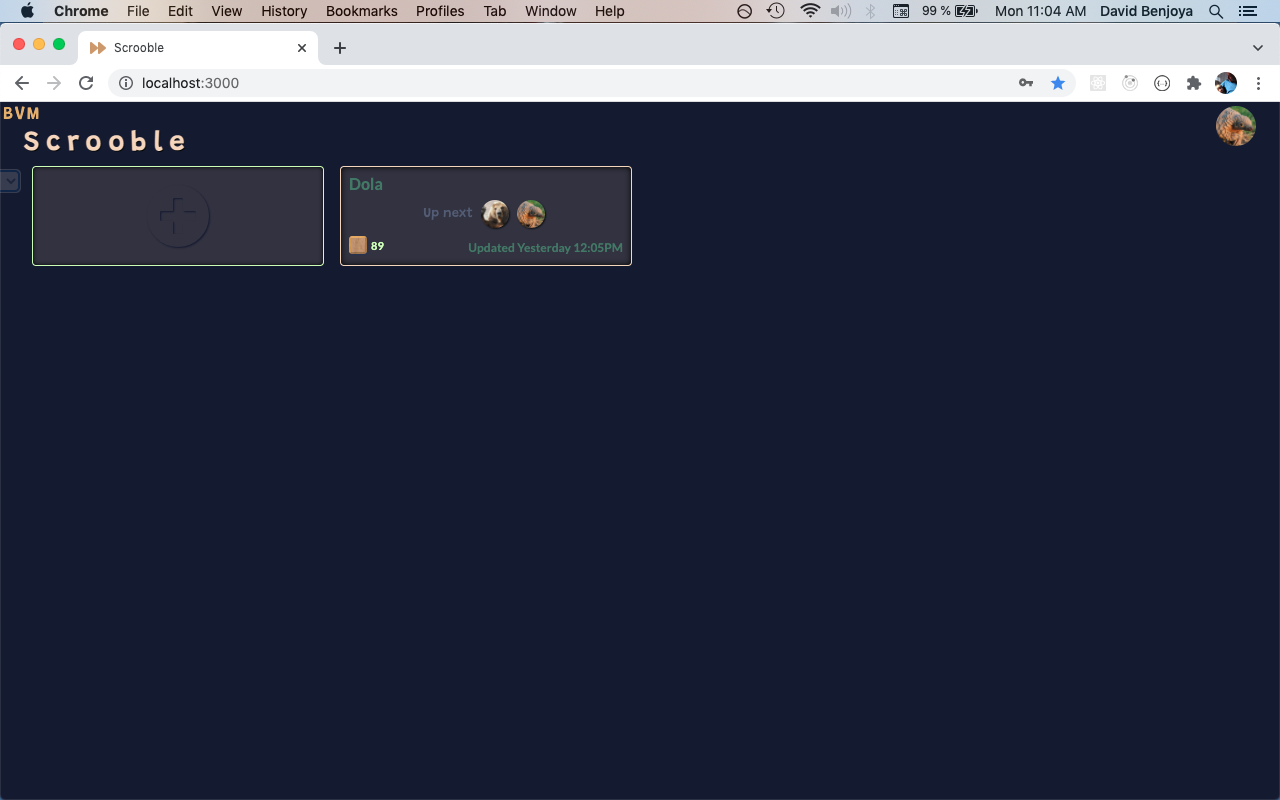 Chrome File Edit View History Bookmarks Profiles Tab Window Help 99 % Mon 11:04 AM David Benjoya
Scrooble
localhost:3000
BVM
Scrooble
Dola
Up next
89 Updated Yesterday 12:05PM